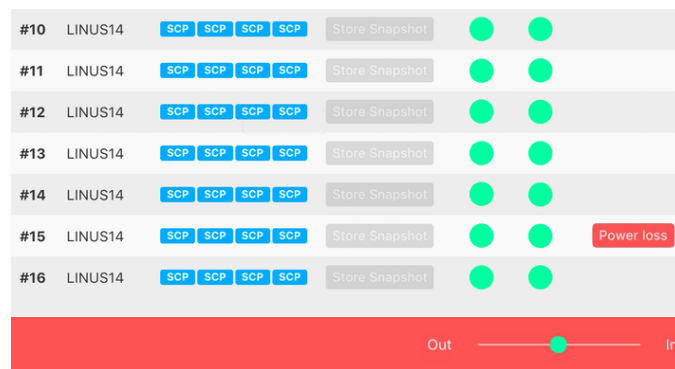 #10 LINUS14 SCP SCP SCP SCP Store Snapshot
#11 LINUS14 SCP SCP SCP SCP Store Snapshot
#12 LINUS14 SCP SCP SCP SCP Store Snapshot
#13 LINUS14 SCP SCP SCP SCP Store Snapshot
#14 LINUS14 SCP SCP SCP SCP Store Snapshot
#15 LINUS14 SCP SCP SCP SCP Store Snapshot Power loss
#16 LINUS14 SCP SCP SCP SCP Store Snapshot
Out In